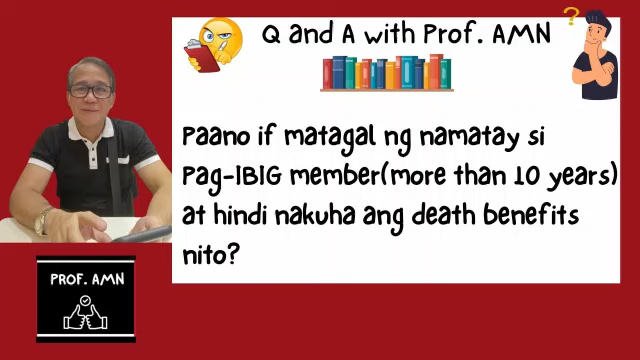 Q and A with Prof. AMN
Paano if matagal ng namatay si
Pag-IBIG member(more than 10 years)
at hindi nakuha ang death benefits
nito?
PROF. AMN